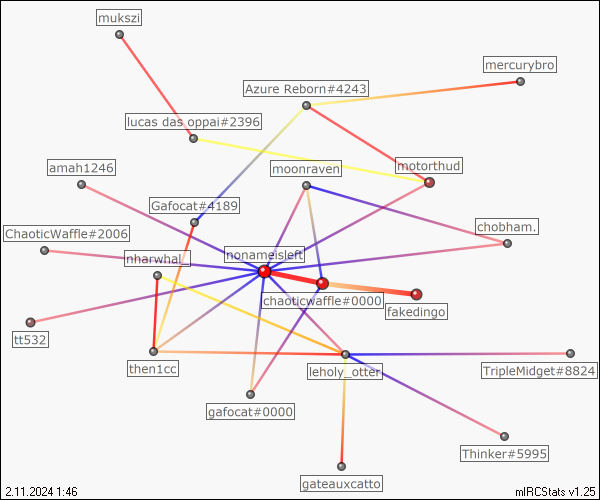 mukszi
mercurybro
Azure Reborn#4243
lucas das oppai#2396
amah1246
moonraven
motorthud
Gafocat#4189
ChaoticWaffle#2006
chobham.
nharwhal_
nonameisleft
chaoticwaffle#0000
fakedingo
tt532
then1cc
leholy_otter
TripleMidget#8824
gafocat#0000
Thinker#5995
gateauxcatto
2.11.2024 1:46
mIRCStats v1.25